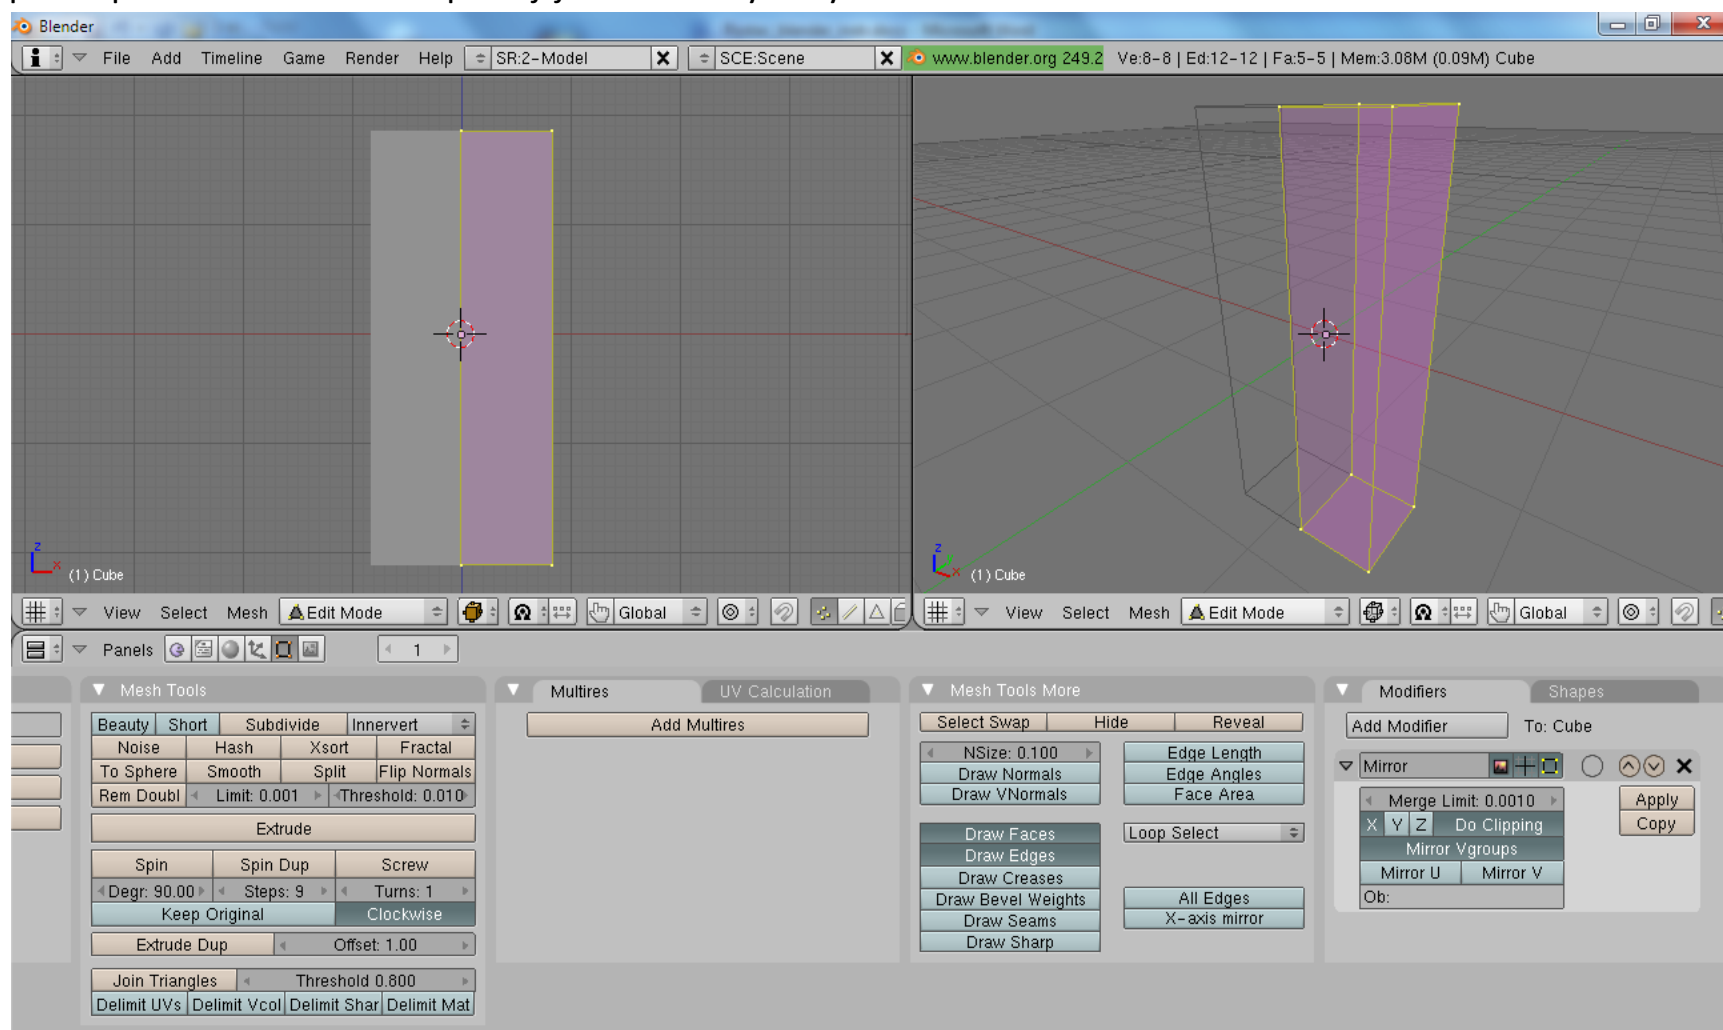 Blender
File Add Timeline Game Render Help SR:2-Model SCE:Scene www.blender.org 249.2 Ve:8-8 | Ed:12-12 | Fa:5-5 | Mem:3.08M (0.09M) Cube
z
x
(1) Cube
z
x
(1) Cube
View Select Mesh Edit Mode Global
View Select Mesh Edit Mode Global
Panels 1
Mesh Tools
Beauty Short Subdivide Innervert
Noise Hash Xsort Fractal
To Sphere Smooth Split Flip Normals
Rem Doubl Limit: 0.001 Threshold: 0.010
Extrude
Spin Spin Dup Screw
Degr: 90.00 Steps: 9 Turns: 1
Keep Original Clockwise
Extrude Dup Offset: 1.00
Join Triangles Threshold 0.800
Delimit UVs Delimit Vcol Delimit Shar Delimit Mat
Multires UV Calculation
Add Multires
Mesh Tools More
Select Swap Hide Reveal
NSize: 0.100
Draw Normals
Draw VNormals
Edge Length
Edge Angles
Face Area
Draw Faces
Draw Edges
Draw Creases
Draw Bevel Weights
Draw Seams
Draw Sharp
Loop Select
All Edges
X-axis mirror
Modifiers Shapes
Add Modifier To: Cube
Mirror
Merge Limit: 0.0010
X Y Z Do Clipping
Mirror Vgroups
Mirror U Mirror V
Ob:
Apply
Copy